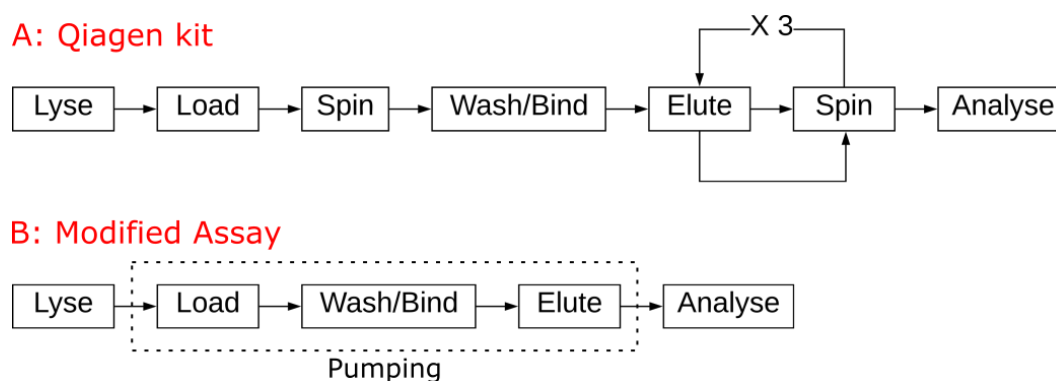 A: Qiagen kit
X 3
Lyse Load Spin Wash/Bind Elute Spin Analyse
B: Modified Assay
Lyse Load Wash/Bind Elute Analyse
Pumping